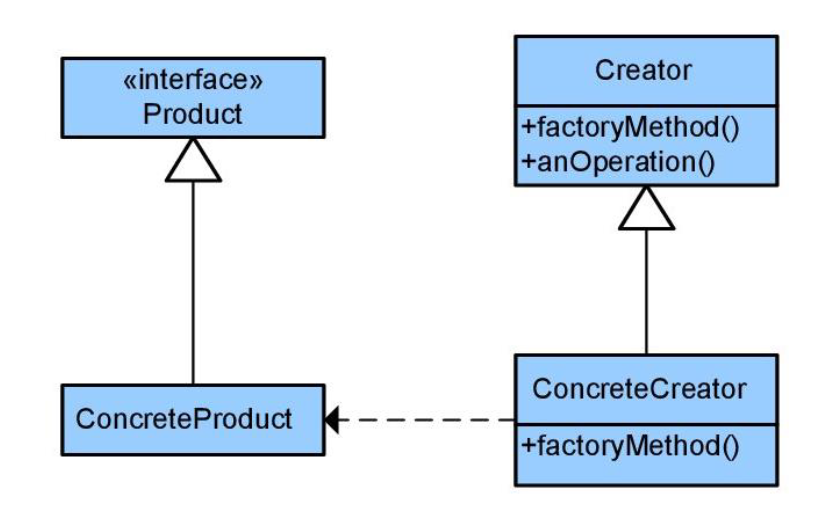 «interface»
Product
Creator
+factoryMethod()
+anOperation()
ConcreteProduct
ConcreteCreator
+factoryMethod()